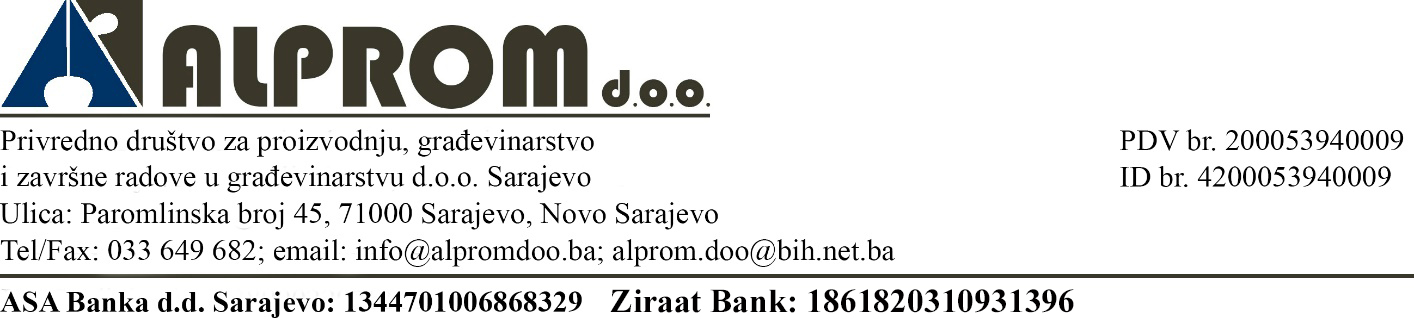 ALPROM d.o.o.
Privredno društvo za proizvodnju, građevinarstvo
PDV br. 200053940009
i završne radove u građevinarstvu d.o.o. Sarajevo
ID br. 4200053940009
Ulica: Paromlinska broj 45, 71000 Sarajevo, Novo Sarajevo
Tel/Fax: 033 649 682; email: info@alpromdoo.ba; alprom.doo@bih.net.ba
ASA Banka d.d. Sarajevo: 1344701006868329 Ziraat Bank: 1861820310931396